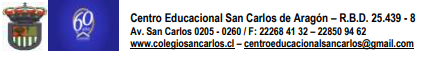 60
Centro Educacional San Carlos de Aragón – R.B.D. 25.439 - 8
Av. San Carlos 0205 - 0260 / F: 22268 41 32 – 22850 94 62
www.colegiosancarlos.cl – centroeducacionalsancarlos@gmail.com